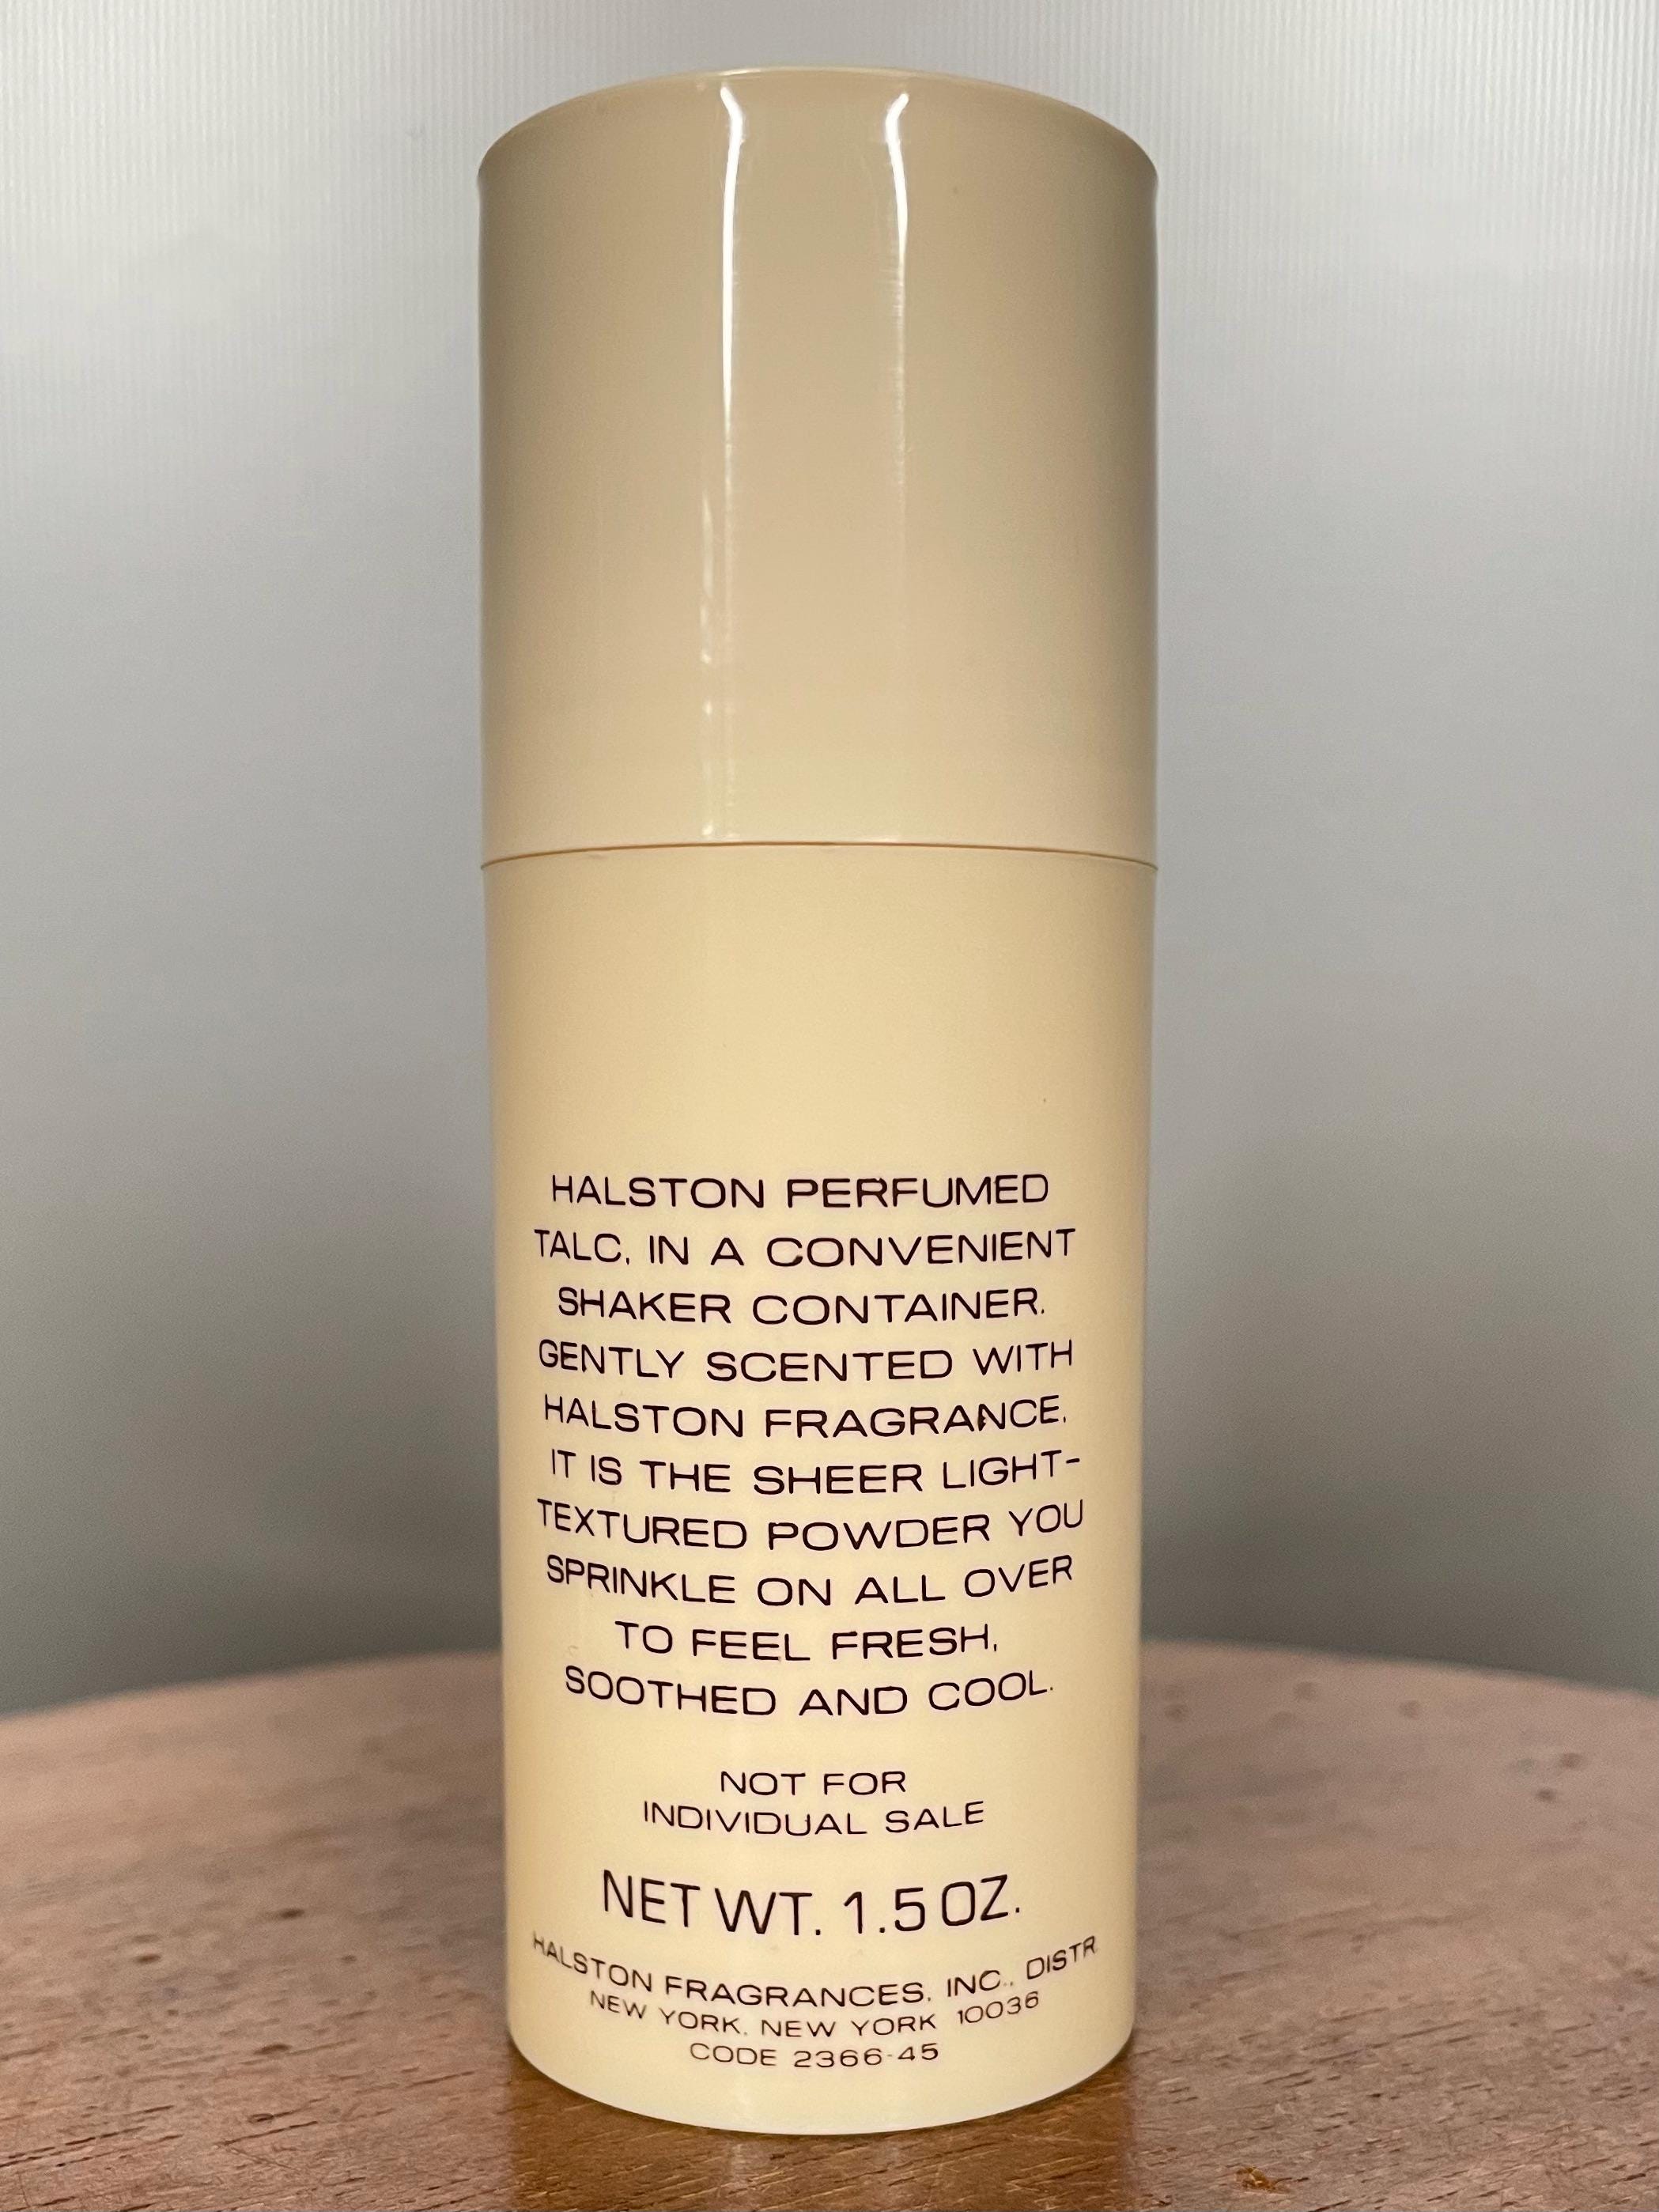 HALSTON PERFUMED
TALC, IN A CONVENIENT
SHAKER CONTAINER.
GENTLY SCENTED WITH
HALSTON FRAGRANCE,
IT IS THE SHEER LIGHT-
TEXTURED POWDER YOU
SPRINKLE ON ALL OVER
TO FEEL FRESH,
SOOTHED AND COOL.
NOT FOR
INDIVIDUAL SALE
NET WT. 1.5 OZ.
HALSTON FRAGRANCES, INC., DISTR.
NEW YORK, NEW YORK 10036
CODE 2366-45